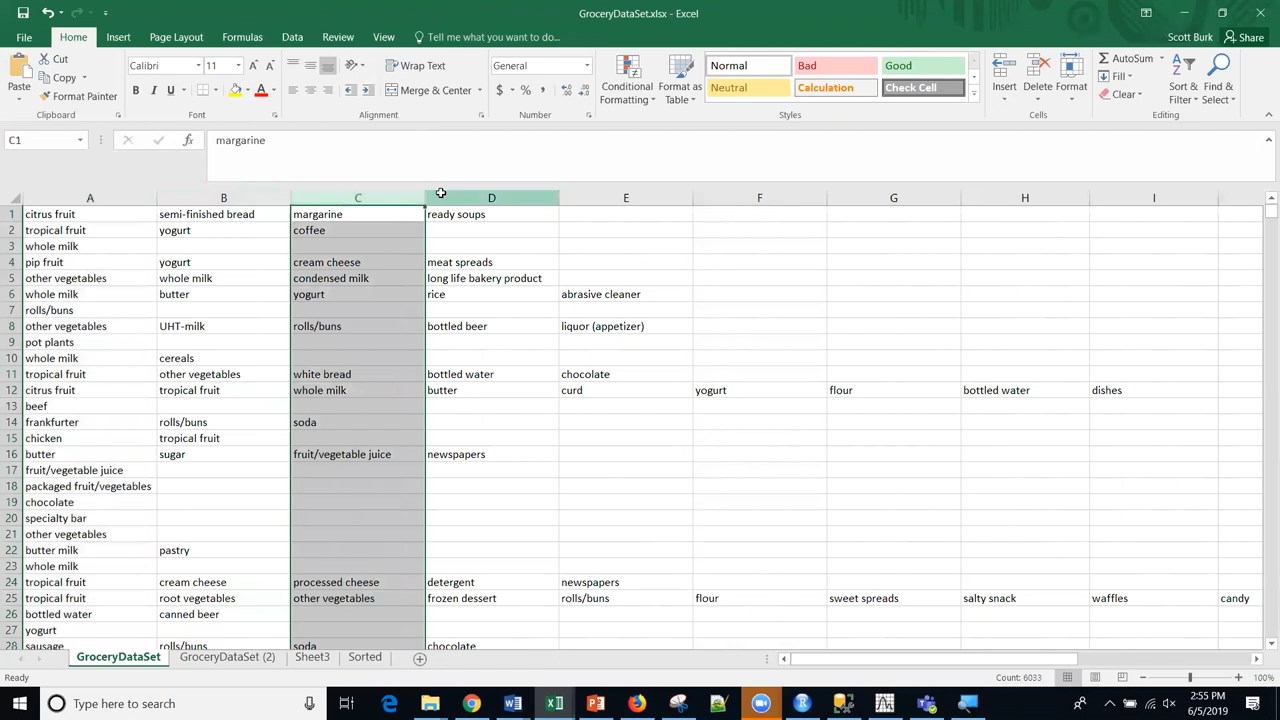 GroceryDataSet.xlsx - Excel
File Home Insert Page Layout Formulas Data Review View Tell me what you want to do... Scott Burk Share
Paste Cut Copy Format Painter Clipboard
Calibri 11 B I U A Font
Wrap Text Merge & Center Alignment
General $ % , Number
Conditional Formatting Format as Table
Normal Bad Good
Neutral Calculation Check Cell
Styles
Insert Delete Format Cells
AutoSum Fill Clear Sort & Filter Find & Select Editing
C1 fx margarine
A B C D E F G H I
1 citrus fruit semi-finished bread margarine ready soups
2 tropical fruit yogurt coffee
3 whole milk
4 pip fruit yogurt cream cheese meat spreads
5 other vegetables whole milk condensed milk long life bakery product
6 whole milk butter yogurt rice abrasive cleaner
7 rolls/buns
8 other vegetables UHT-milk rolls/buns bottled beer liquor (appetizer)
9 pot plants
10 whole milk cereals
11 tropical fruit other vegetables white bread bottled water chocolate
12 citrus fruit tropical fruit whole milk butter curd yogurt flour bottled water dishes
13 beef
14 frankfurter rolls/buns soda
15 chicken tropical fruit
16 butter sugar fruit/vegetable juice newspapers
17 fruit/vegetable juice
18 packaged fruit/vegetables
19 chocolate
20 specialty bar
21 other vegetables
22 butter milk pastry
23 whole milk
24 tropical fruit cream cheese processed cheese detergent newspapers
25 tropical fruit root vegetables other vegetables frozen dessert rolls/buns flour sweet spreads salty snack waffles candy
26 bottled water canned beer
27 yogurt
28 sausage rolls/buns soda chocolate
GroceryDataSet GroceryDataSet (2) Sheet3 Sorted
Ready Count: 6033 100%
Type here to search
2:55 PM
6/5/2019